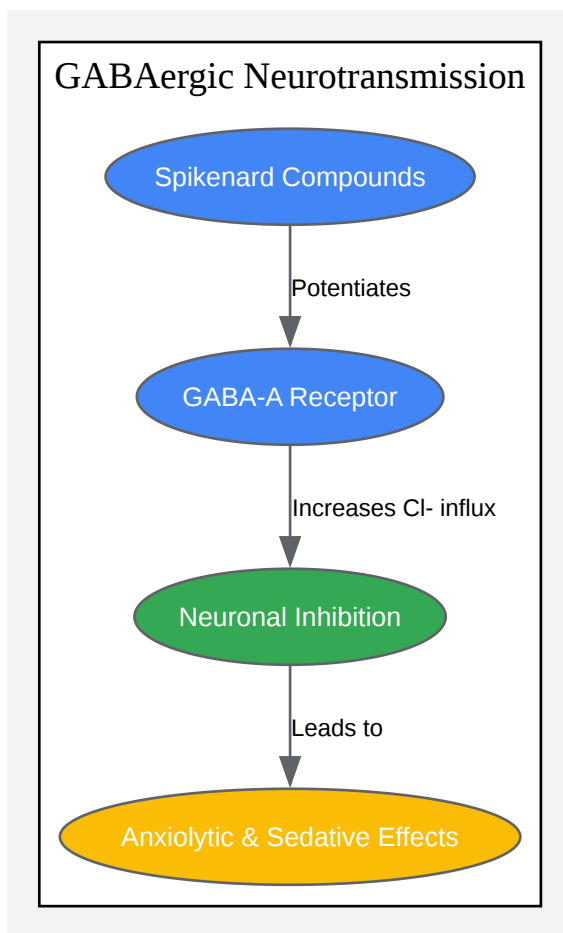 GABAergic Neurotransmission
Spikenard Compounds
Potentiates
GABA-A Receptor
Increases Cl- influx
Neuronal Inhibition
Leads to
Anxiolytic & Sedative Effects